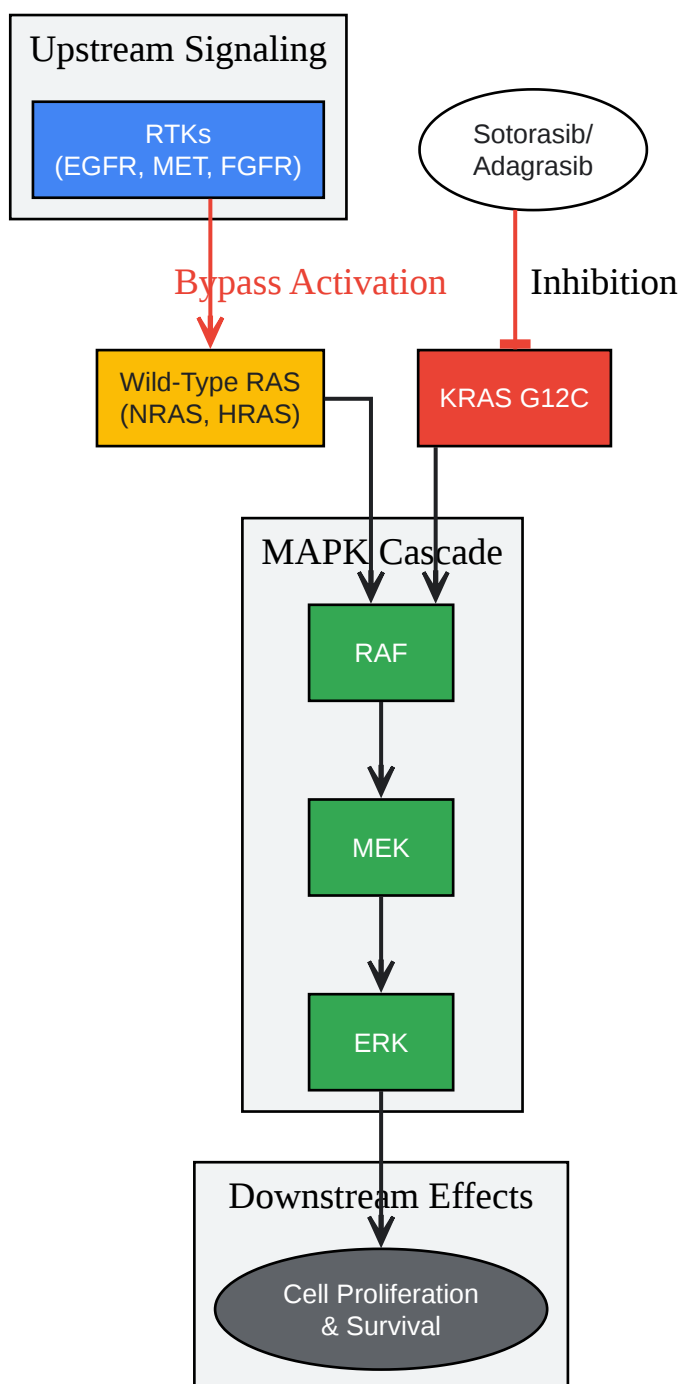 Upstream Signaling
RTKs
(EGFR, MET, FGFR)
Sotorasib/
Adagrasib
Bypass Activation
Inhibition
Wild-Type RAS
(NRAS, HRAS)
KRAS G12C
MAPK Cascade
RAF
MEK
ERK
Downstream Effects
Cell Proliferation
& Survival